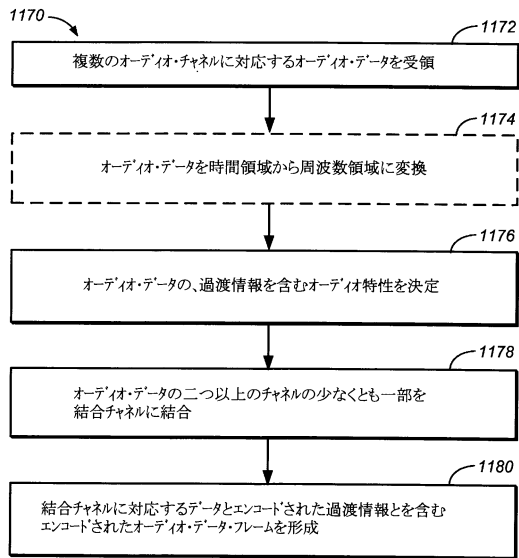 1170
1172
複数のオーディオ・チャネルに対応するオーディオ・データを受領
1174
オーディオ・データを時間領域から周波数領域に変換
1176
オーディオ・データの、過渡情報を含むオーディオ特性を決定
1178
オーディオ・データの二つ以上のチャネルの少なくとも一部を
結合チャネルに結合
1180
結合チャネルに対応するデータとエンコードされた過渡情報とを含む
エンコードされたオーディオ・データ・フレームを形成